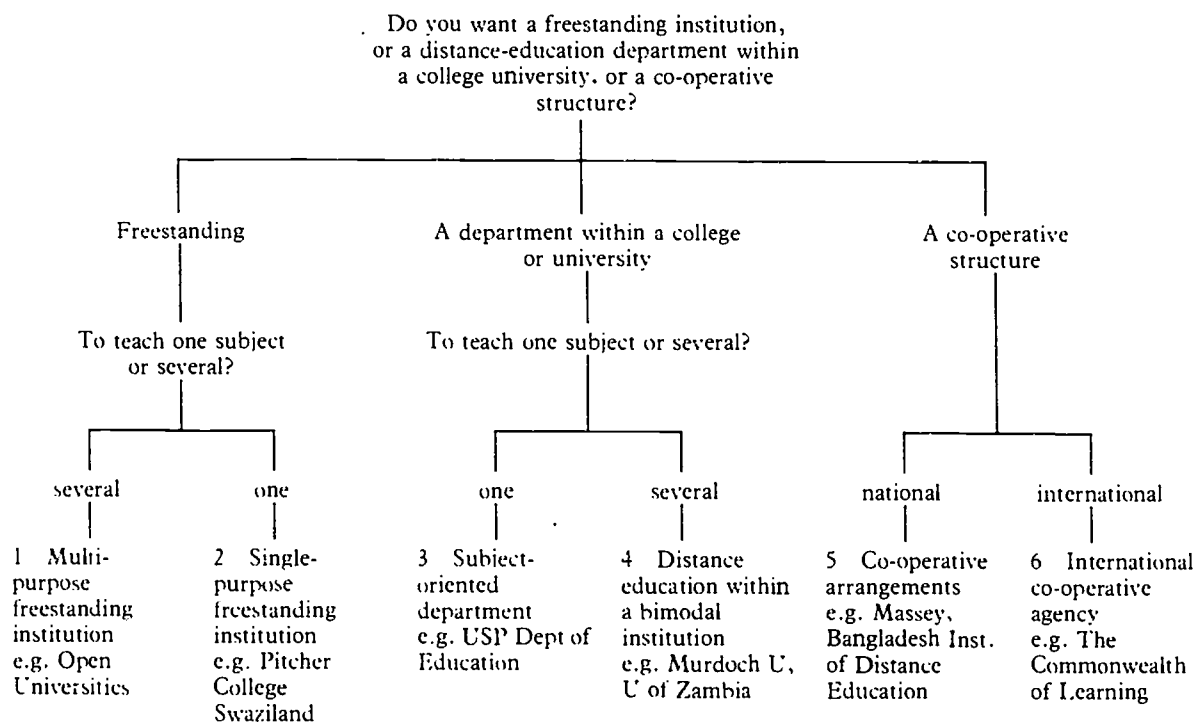 Do you want a freestanding institution,
or a distance-education department within
a college university. or a co-operative
structure?
Freestanding
A department within a college
or university
A co-operative
structure
To teach one subject
or several?
To teach one subject or several?
several
one
one
several
national
international
1 Multi-
purpose
freestanding
institution
e.g. Open
Universities
2 Single-
purpose
freestanding
institution
e.g. Pitcher
College
Swaziland
3 Subject-
oriented
department
e.g. USP Dept of
Education
4 Distance
education within
a bimodal
institution
e.g. Murdoch U,
U of Zambia
5 Co-operative
arrangements
e.g. Massey,
Bangladesh Inst.
of Distance
Education
6 International
co-operative
agency
e.g. The
Commonwealth
of Learning